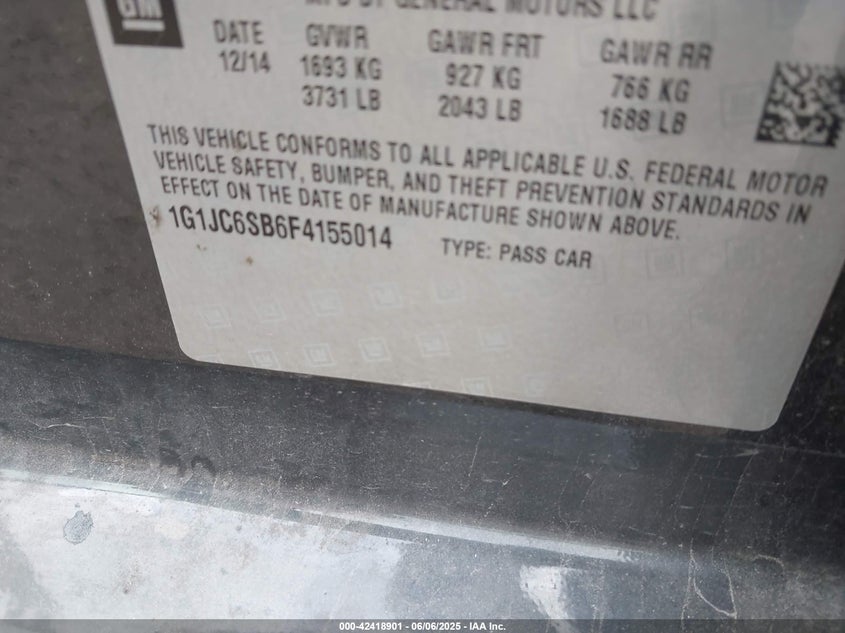 GM
MFD BY GENERAL MOTORS LLC
DATE GVWR GAWR FRT GAWR RR
12/14 1693 KG 927 KG 766 KG
3731 LB 2043 LB 1688 LB
THIS VEHICLE CONFORMS TO ALL APPLICABLE U.S. FEDERAL MOTOR
VEHICLE SAFETY, BUMPER, AND THEFT PREVENTION STANDARDS IN
EFFECT ON THE DATE OF MANUFACTURE SHOWN ABOVE.
1G1JC6SB6F4155014 TYPE: PASS CAR
000-42418901 - 06/06/2025 - IAA Inc.